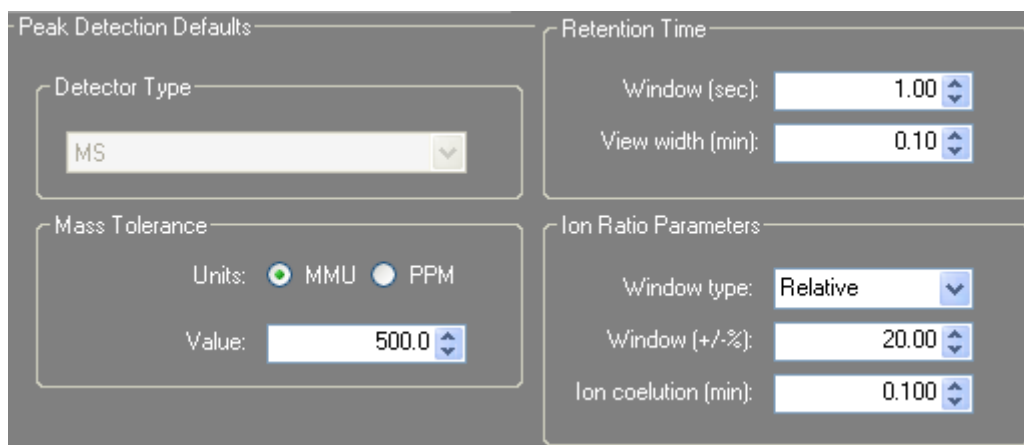 Peak Detection Defaults
Detector Type
MS
Mass Tolerance
Units: MMU PPM
Value: 500.0
Retention Time
Window (sec): 1.00
View width (min): 0.10
Ion Ratio Parameters
Window type: Relative
Window (+/-%): 20.00
Ion coelution (min): 0.100